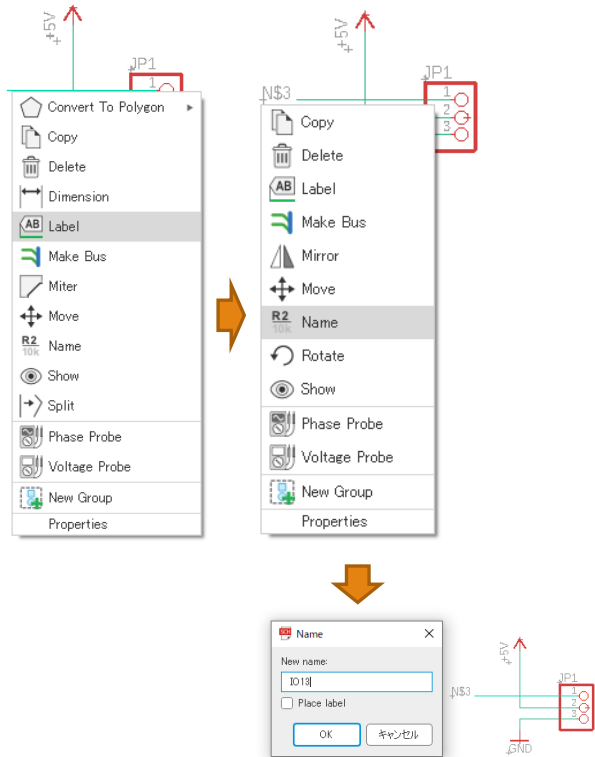 +5V
JP1
1
Convert To Polygon
Copy
Delete
Dimension
AB Label
Make Bus
Miter
Move
R2
10k
Name
Show
Split
Phase Probe
Voltage Probe
New Group
Properties
+5V
JP1
N$3
1
2
3
Copy
Delete
AB Label
Make Bus
Mirror
Move
R2
10k
Name
Rotate
Show
Phase Probe
Voltage Probe
New Group
Properties
SCH Name
New name:
IO13
Place label
OK
キャンセル
+5V
JP1
N$3
1
2
3
GND